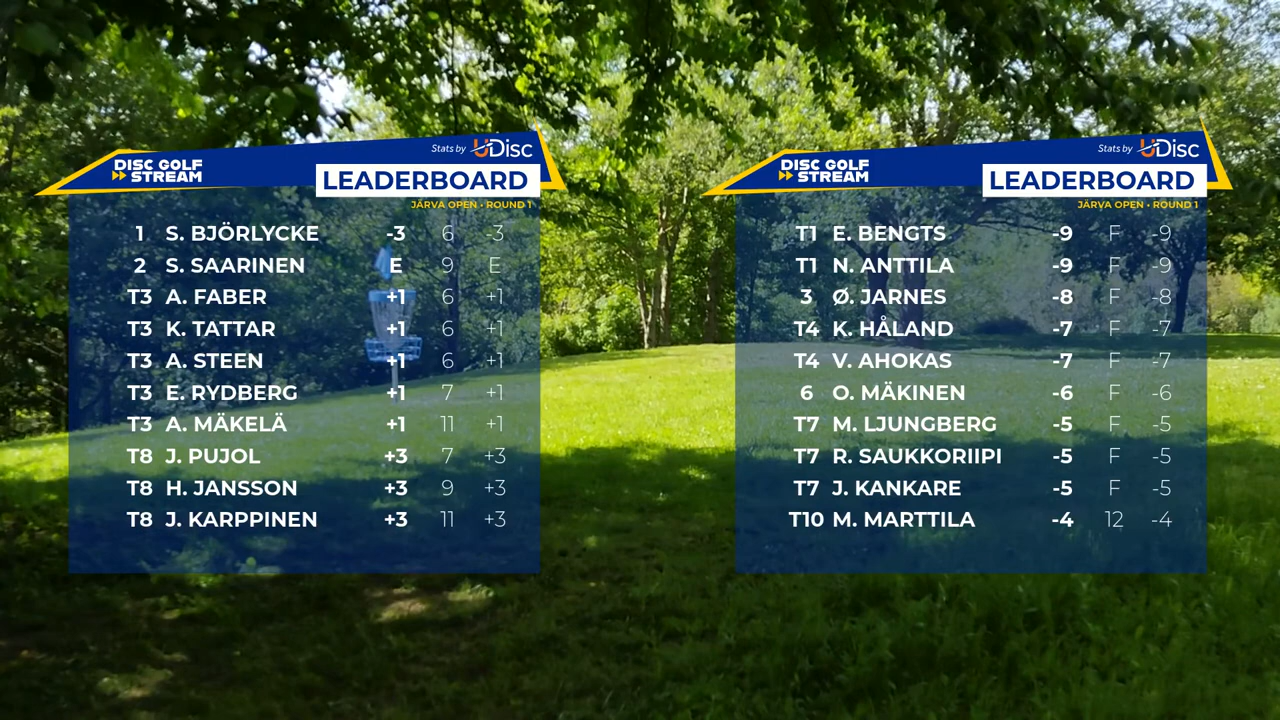 Stats by UDisc
DISC GOLF
STREAM
LEADERBOARD
JÄRVA OPEN • ROUND 1
1 S. BJÖRLYCKE -3 6 -3
2 S. SAARINEN E 9 E
T3 A. FABER +1 6 +1
T3 K. TATTAR +1 6 +1
T3 A. STEEN +1 6 +1
T3 E. RYDBERG +1 7 +1
T3 A. MÄKELÄ +1 11 +1
T8 J. PUJOL +3 7 +3
T8 H. JANSSON +3 9 +3
T8 J. KARPPINEN +3 11 +3
Stats by UDisc
DISC GOLF
STREAM
LEADERBOARD
JÄRVA OPEN • ROUND 1
T1 E. BENGTS -9 F -9
T1 N. ANTTILA -9 F -9
3 Ø. JARNES -8 F -8
T4 K. HÅLAND -7 F -7
T4 V. AHOKAS -7 F -7
6 O. MÄKINEN -6 F -6
T7 M. LJUNGBERG -5 F -5
T7 R. SAUKKORIIPI -5 F -5
T7 J. KANKARE -5 F -5
T10 M. MARTTILA -4 12 -4